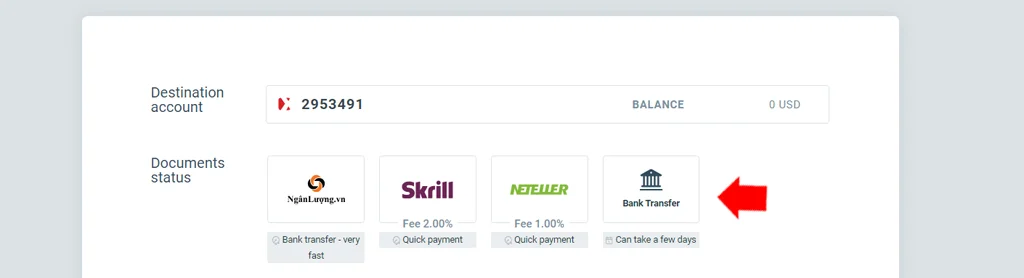 Destination
account
2953491 BALANCE 0 USD
Documents
status
NgânLượng.vn
Skrill
NETELLER
Bank Transfer
Fee 2.00%
Fee 1.00%
Bank transfer - very
fast
Quick payment
Quick payment
Can take a few days